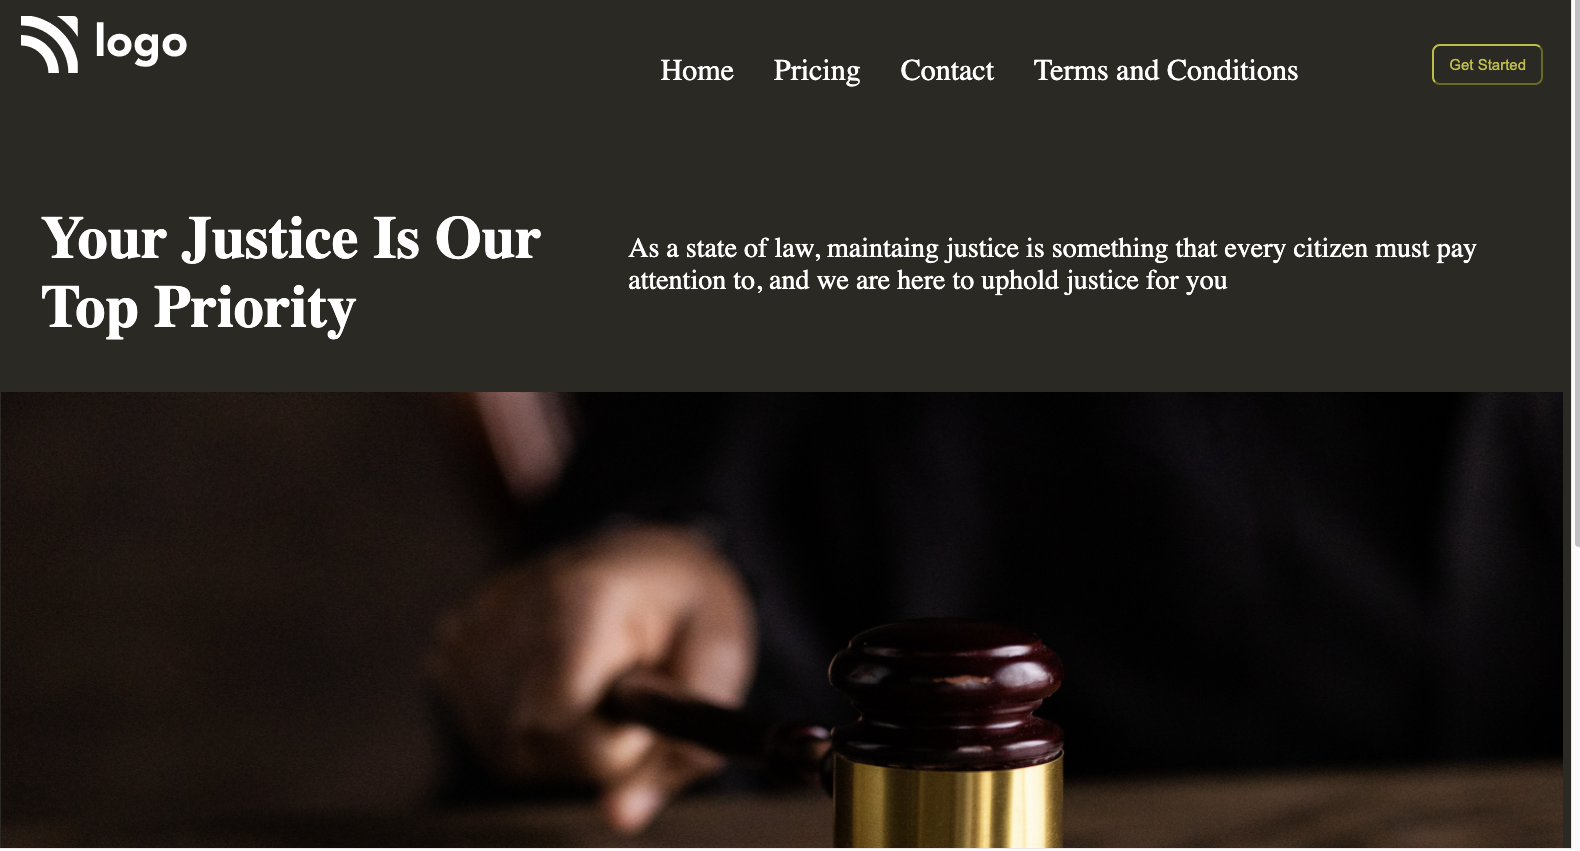 logo
Home Pricing Contact Terms and Conditions
Get Started
Your Justice Is Our
Top Priority
As a state of law, maintaing justice is something that every citizen must pay
attention to, and we are here to uphold justice for you